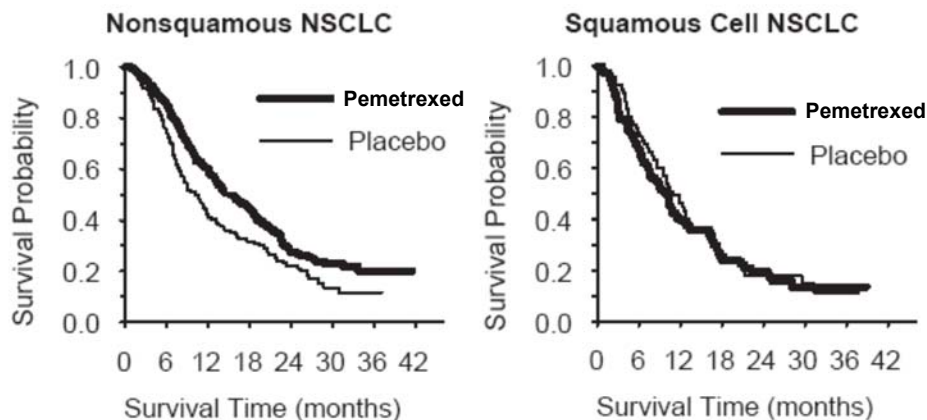 Nonsquamous NSCLC
Survival Probability
1.0
0.8
0.6
0.4
0.2
0.0
Pemetrexed
Placebo
0 6 12 18 24 30 36 42
Survival Time (months)
Squamous Cell NSCLC
Survival Probability
1.0
0.8
0.6
0.4
0.2
0.0
Pemetrexed
Placebo
0 6 12 18 24 30 36 42
Survival Time (months)